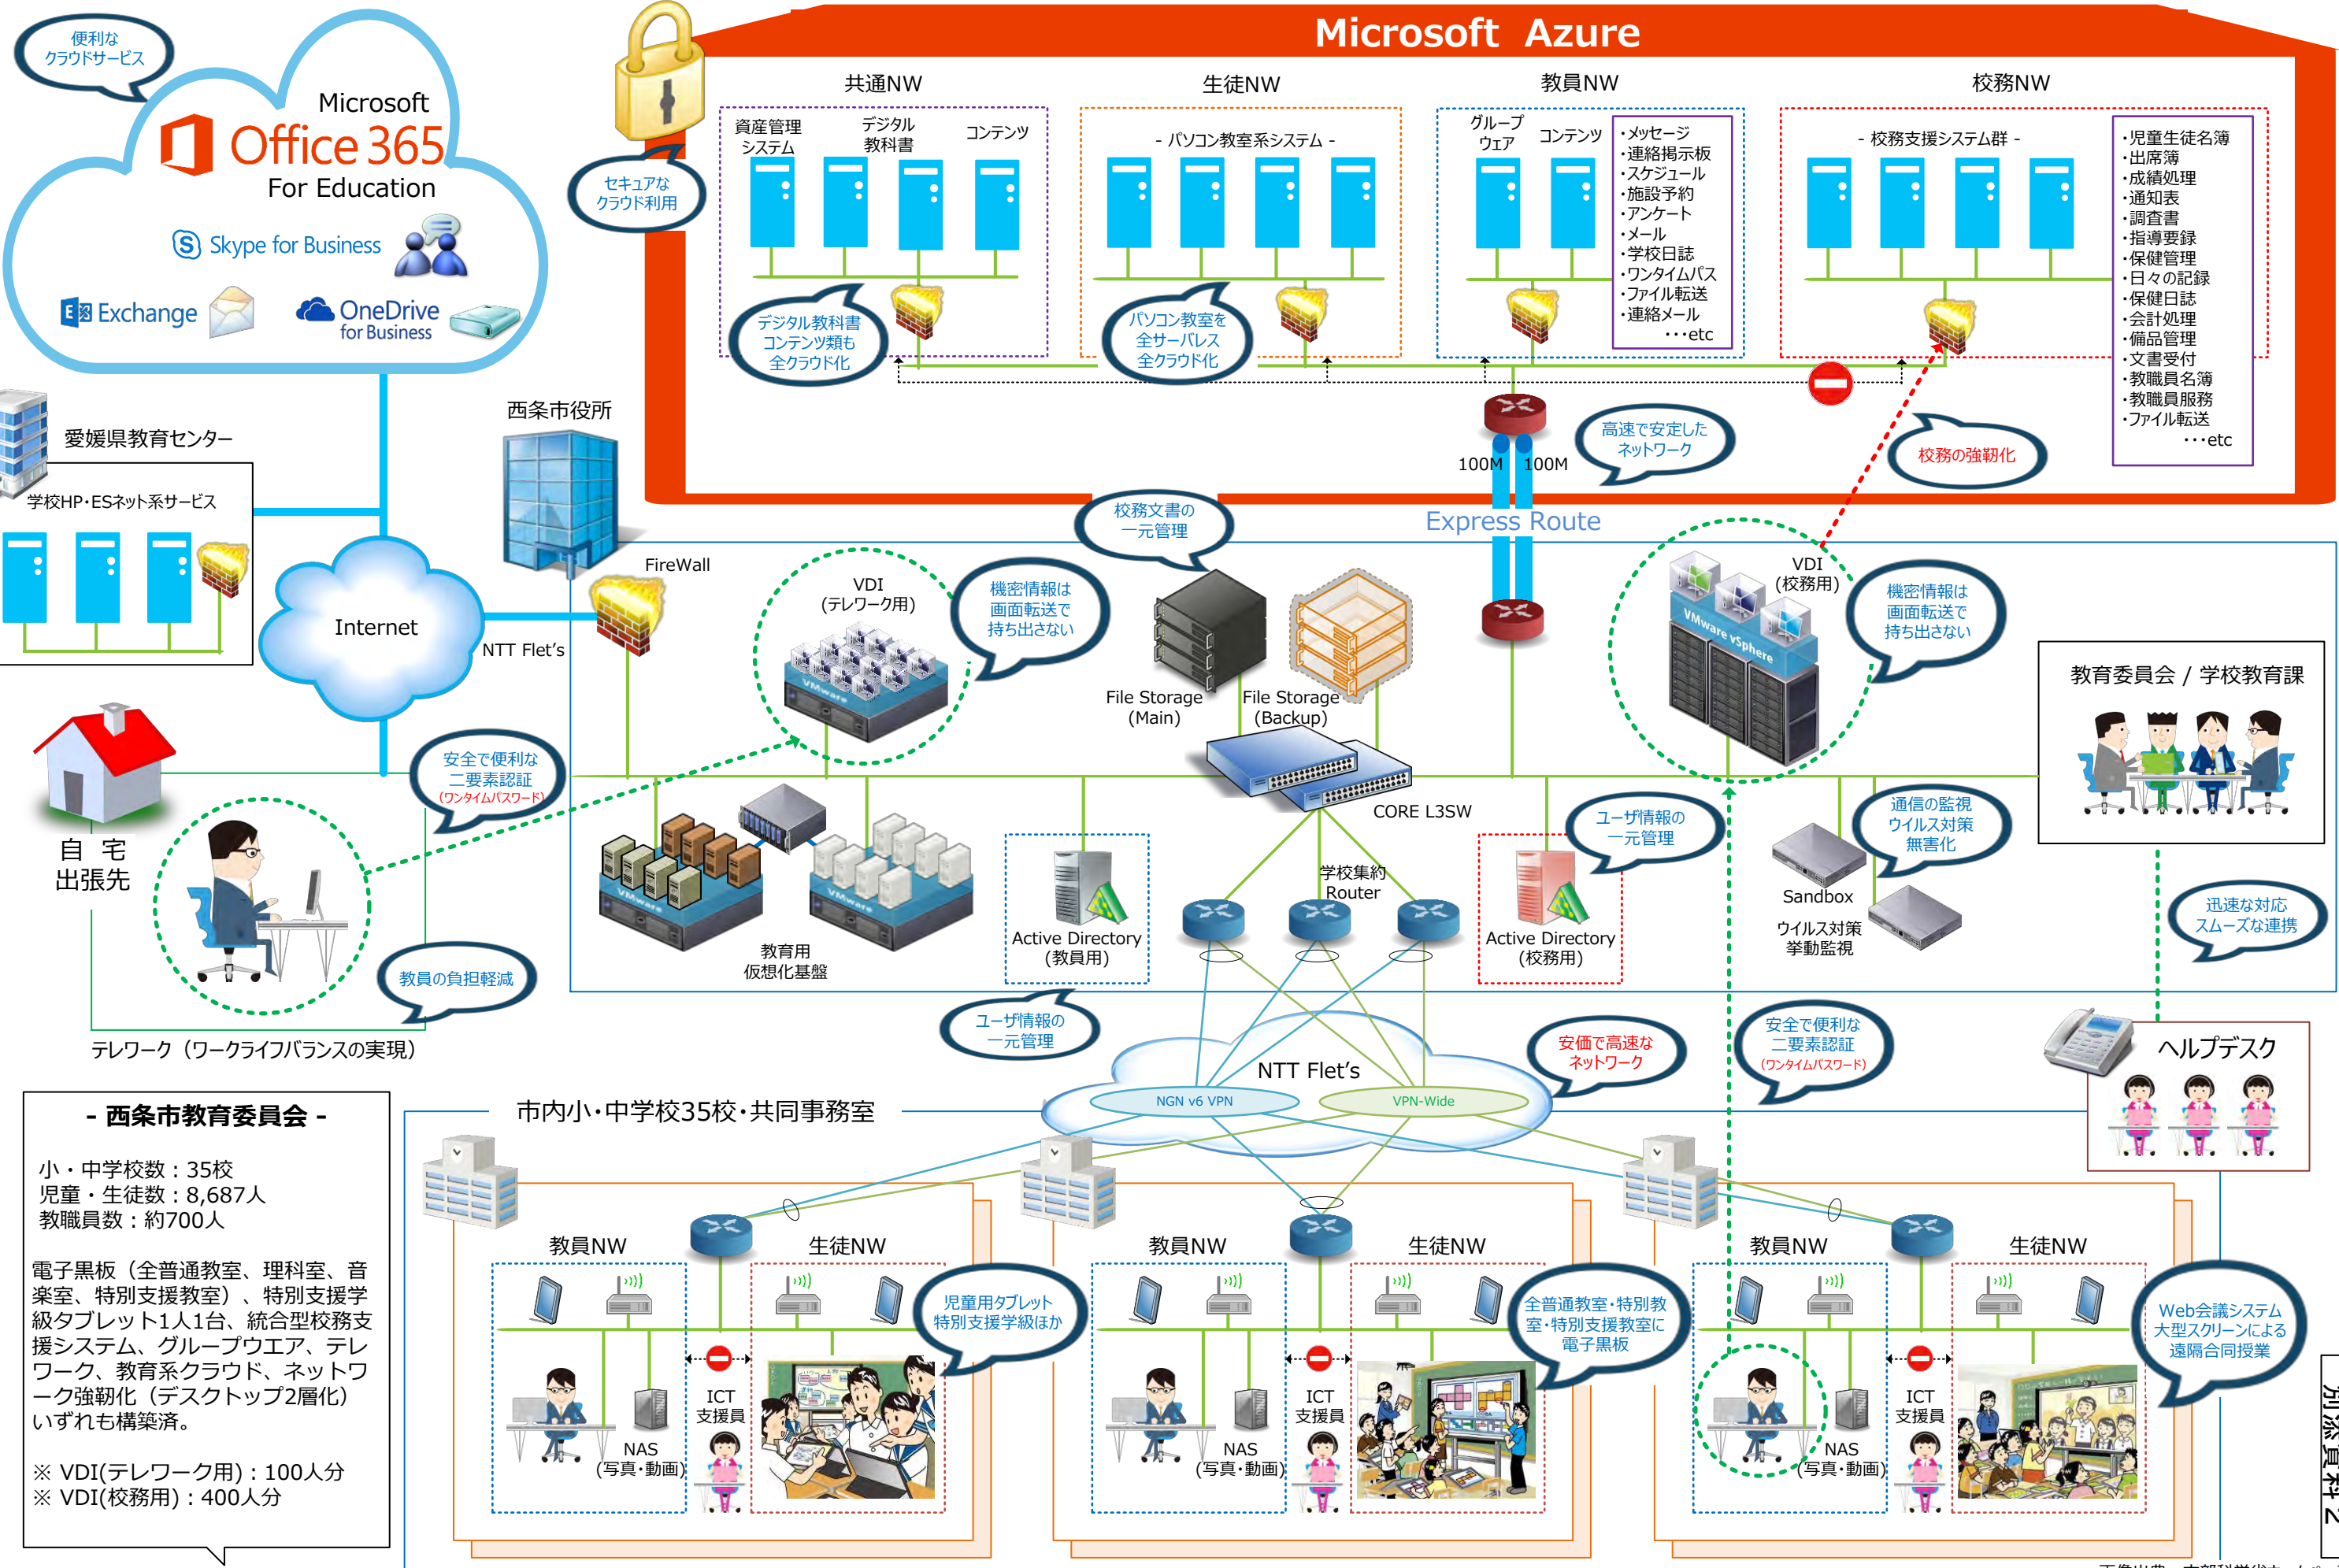 便利な
クラウドサービス
Microsoft
Office 365
For Education
Skype for Business
Exchange
OneDrive
for Business
Microsoft Azure
セキュアな
クラウド利用
共通NW
資産管理
システム
デジタル
教科書
コンテンツ
デジタル教科書
コンテンツ類も
全クラウド化
生徒NW
- パソコン教室系システム -
パソコン教室を
全サーバレス
全クラウド化
教員NW
グループ
ウェア
コンテンツ
・メッセージ
・連絡掲示板
・スケジュール
・施設予約
・アンケート
・メール
・学校日誌
・ワンタイムパス
・ファイル転送
・連絡メール
・・・etc
校務NW
- 校務支援システム群 -
・児童生徒名簿
・出席簿
・成績処理
・通知表
・調査書
・指導要録
・保健管理
・日々の記録
・保健日誌
・会計処理
・備品管理
・文書受付
・教職員名簿
・教職員服務
・ファイル転送
・・・etc
100M 100M
高速で安定した
ネットワーク
校務の強靭化
Express Route
愛媛県教育センター
学校HP・ESネット系サービス
西条市役所
Internet
NTT Flet's
FireWall
VDI
(テレワーク用)
VMware
機密情報は
画面転送で
持ち出さない
校務文書の
一元管理
File Storage
(Main)
File Storage
(Backup)
CORE L3SW
VDI
(校務用)
VMware vSphere
機密情報は
画面転送で
持ち出さない
教育委員会 / 学校教育課
自 宅
出張先
安全で便利な
二要素認証
(ワンタイムパスワード)
教員の負担軽減
テレワーク（ワークライフバランスの実現）
VMware
VMware
教育用
仮想化基盤
Active Directory
(教員用)
ユーザ情報の
一元管理
学校集約
Router
Active Directory
(校務用)
ユーザ情報の
一元管理
通信の監視
ウイルス対策
無害化
Sandbox
ウイルス対策
挙動監視
迅速な対応
スムーズな連携
NTT Flet's
NGN v6 VPN
VPN-Wide
安価で高速な
ネットワーク
安全で便利な
二要素認証
(ワンタイムパスワード)
ヘルプデスク
- 西条市教育委員会 -
小・中学校数：35校
児童・生徒数：8,687人
教職員数：約700人
電子黒板（全普通教室、理科室、音
楽室、特別支援教室）、特別支援学
級タブレット1人1台、統合型校務支
援システム、グループウエア、テレ
ワーク、教育系クラウド、ネットワ
ーク強靭化（デスクトップ2層化）
いずれも構築済。
※ VDI(テレワーク用)：100人分
※ VDI(校務用)：400人分
市内小・中学校35校・共同事務室
教員NW
生徒NW
児童用タブレット
特別支援学級ほか
ICT
支援員
NAS
(写真・動画)
教員NW
生徒NW
全普通教室・特別教
室・特別支援教室に
電子黒板
ICT
支援員
NAS
(写真・動画)
教員NW
生徒NW
Web会議システム
大型スクリーンによる
遠隔合同授業
ICT
支援員
NAS
(写真・動画)
別添資料2